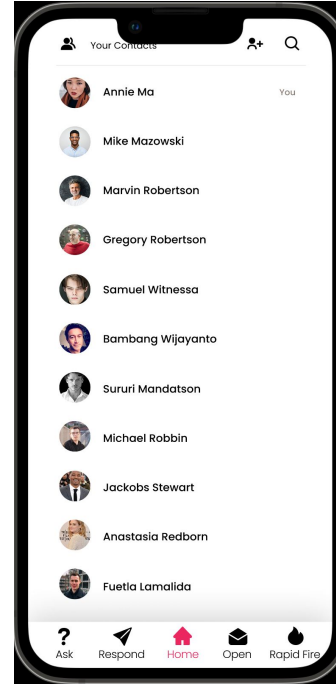 Your Contacts
Annie Ma You
Mike Mazowski
Marvin Robertson
Gregory Robertson
Samuel Witnessa
Bambang Wijayanto
Sururi Mandatson
Michael Robbin
Jackobs Stewart
Anastasia Redborn
Fuetla Lamalida
? Ask Respond Home Open Rapid Fire